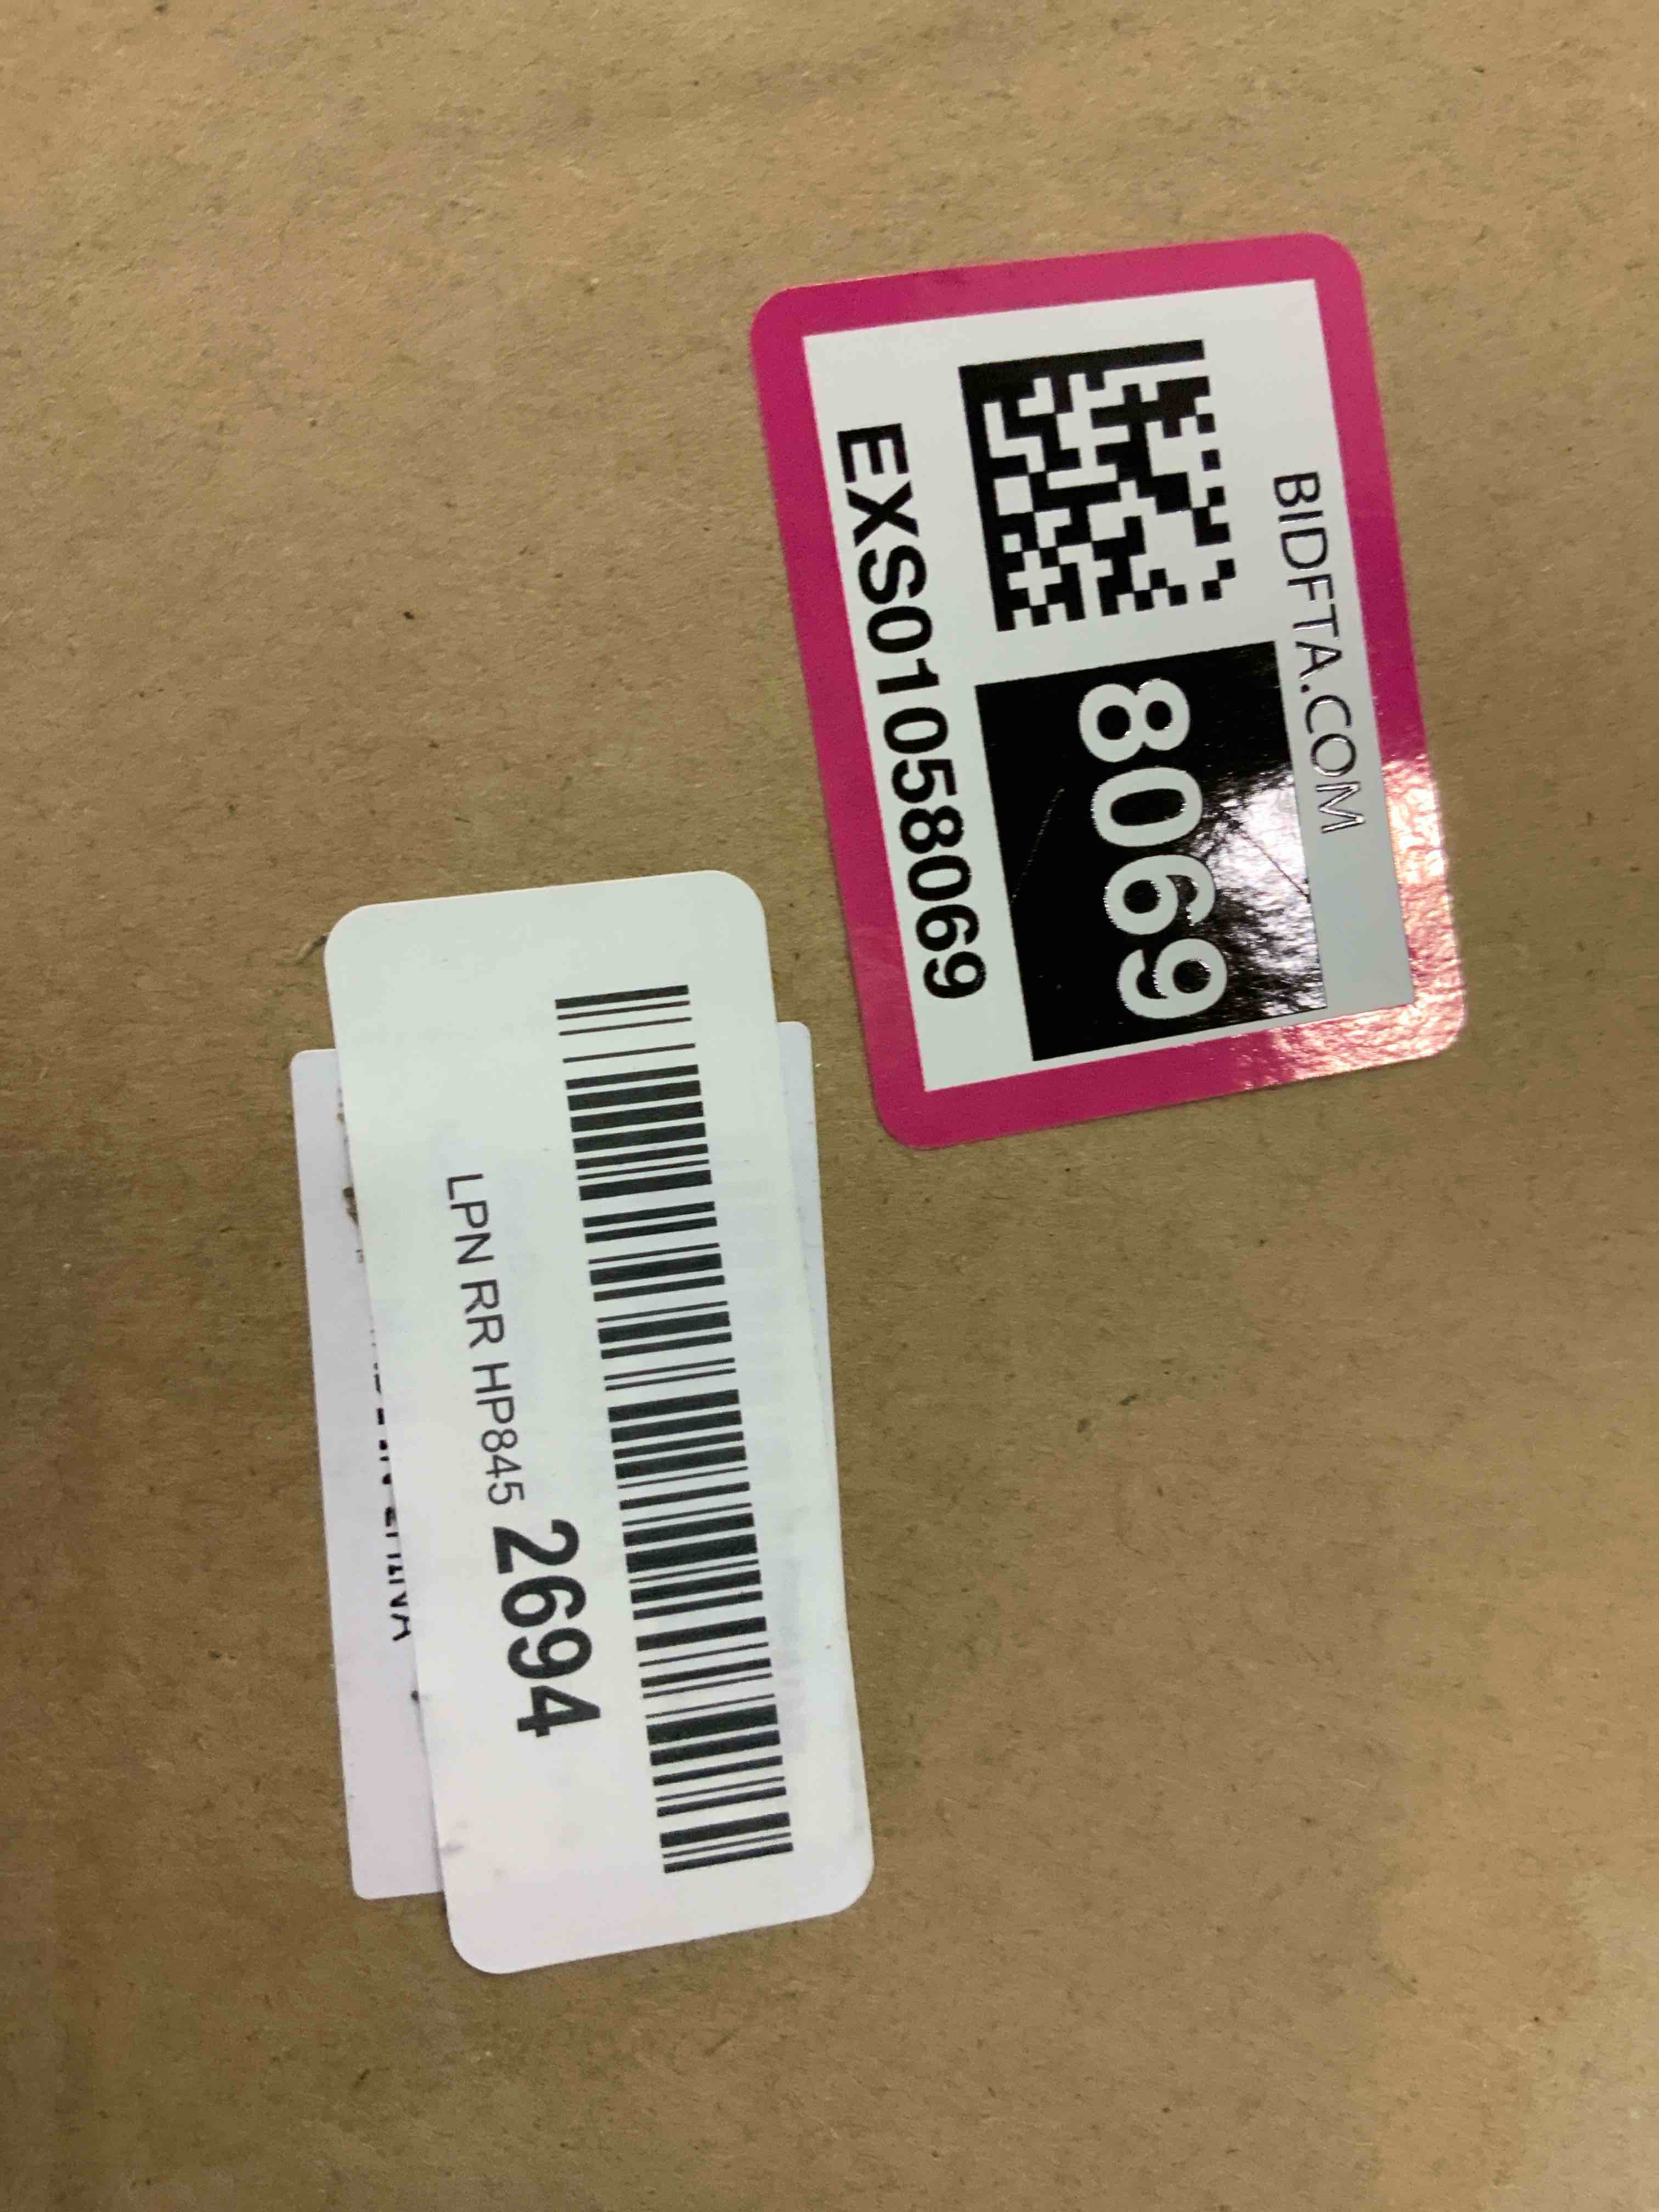 BIDFTA.COM
8069
EXS01058069
LPN RR HP845 2694